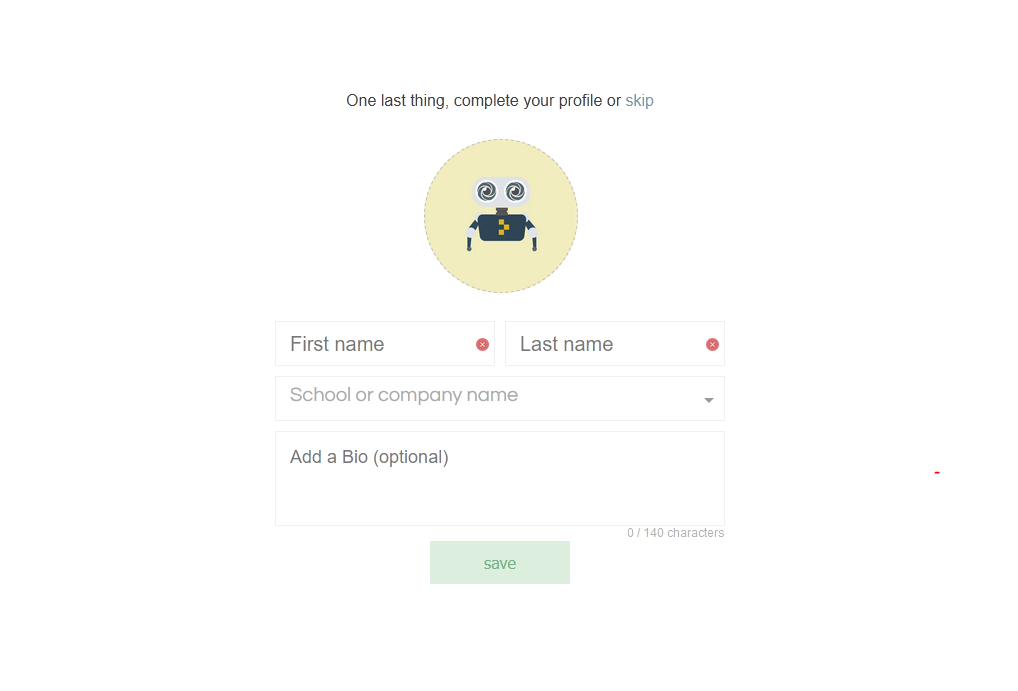 One last thing, complete your profile or skip
First name Last name
School or company name
Add a Bio (optional)
0 / 140 characters
save